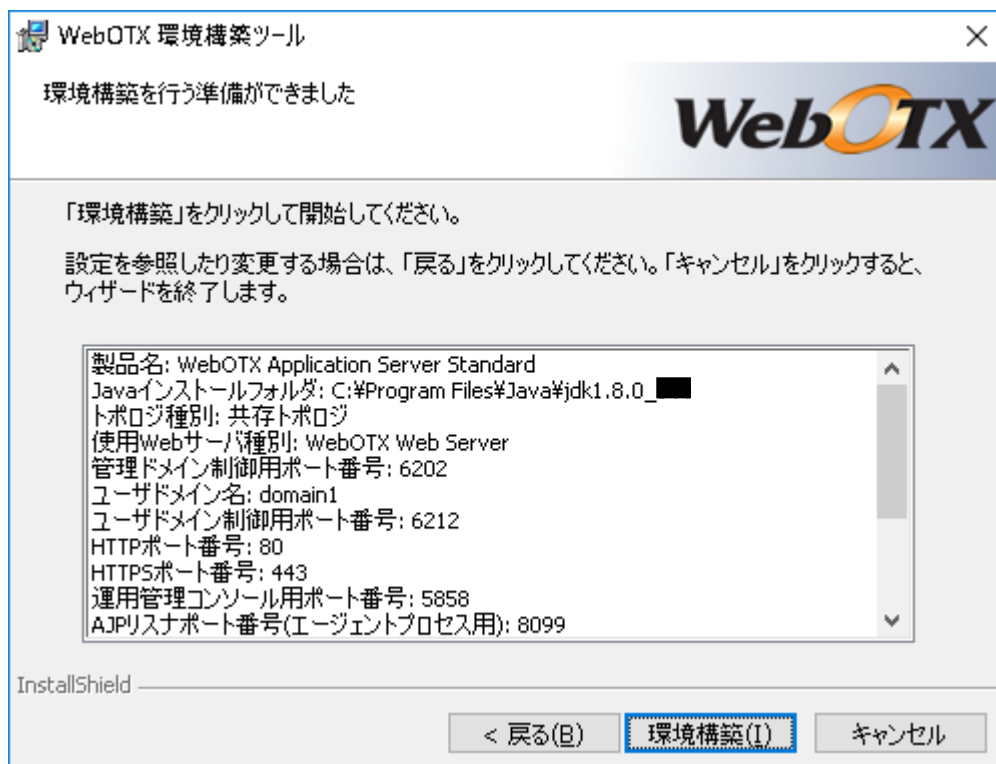 WebOTX 環境構築ツール
環境構築を行う準備ができました
WebOTX
「環境構築」をクリックして開始してください。
設定を参照したり変更する場合は、「戻る」をクリックしてください。「キャンセル」をクリックすると、
ウィザードを終了します。
製品名: WebOTX Application Server Standard
Javaインストールフォルダ: C:¥Program Files¥Java¥jdk1.8.0_
トポロジ種別: 共存トポロジ
使用Webサーバ種別: WebOTX Web Server
管理ドメイン制御用ポート番号: 6202
ユーザドメイン名: domain1
ユーザドメイン制御用ポート番号: 6212
HTTPポート番号: 80
HTTPSポート番号: 443
運用管理コンソール用ポート番号: 5858
AJPリスナポート番号(エージェントプロセス用): 8099
InstallShield
< 戻る(B)
環境構築(I)
キャンセル